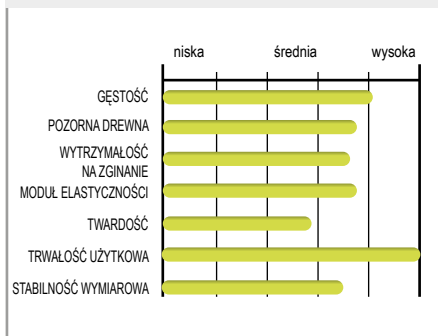 niska średnia wysoka
GĘSTOŚĆ
POZORNA DREWNA
WYTRZYMAŁOŚĆ
NA ZGINANIE
MODUŁ ELASTYCZNOŚCI
TWARDOŚĆ
TRWAŁOŚĆ UŻYTKOWA
STABILNOŚĆ WYMIAROWA